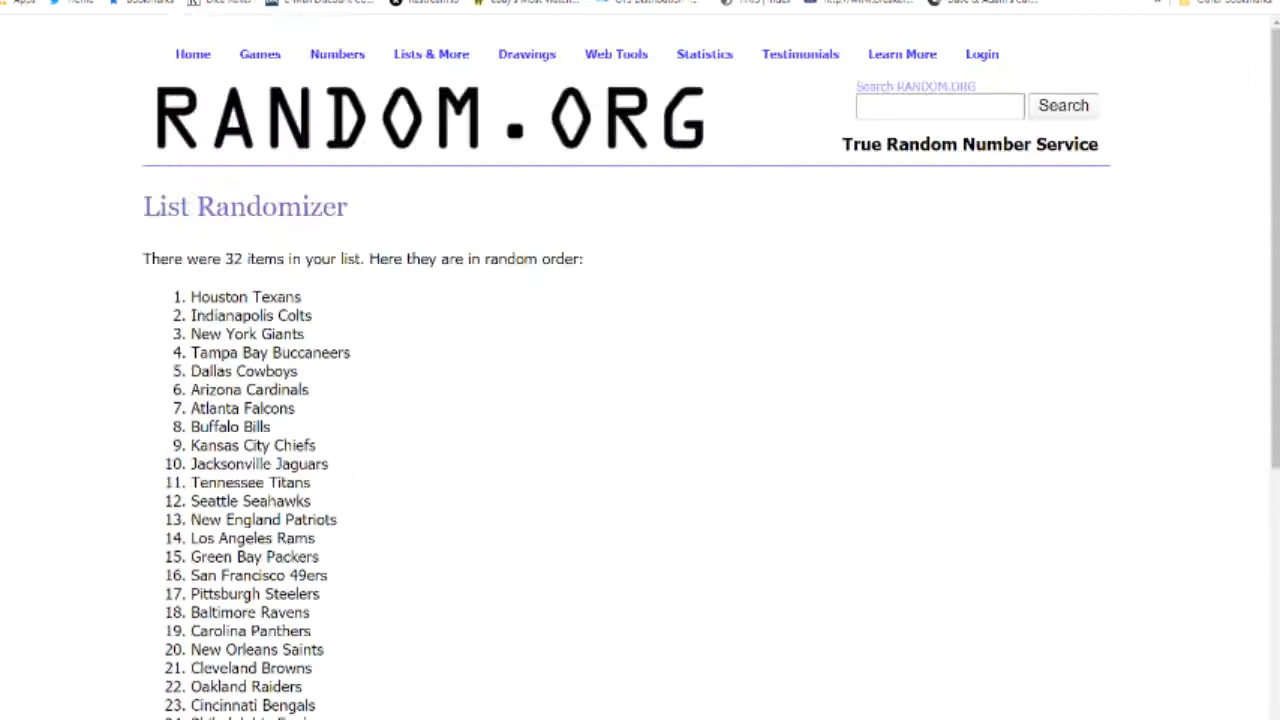 Apps
Home
Bookmarks
Home Games Numbers Lists & More Drawings Web Tools Statistics Testimonials Learn More Login
Search RANDOM.ORG
RANDOM.ORG
Search
True Random Number Service
List Randomizer
There were 32 items in your list. Here they are in random order:
1. Houston Texans
2. Indianapolis Colts
3. New York Giants
4. Tampa Bay Buccaneers
5. Dallas Cowboys
6. Arizona Cardinals
7. Atlanta Falcons
8. Buffalo Bills
9. Kansas City Chiefs
10. Jacksonville Jaguars
11. Tennessee Titans
12. Seattle Seahawks
13. New England Patriots
14. Los Angeles Rams
15. Green Bay Packers
16. San Francisco 49ers
17. Pittsburgh Steelers
18. Baltimore Ravens
19. Carolina Panthers
20. New Orleans Saints
21. Cleveland Browns
22. Oakland Raiders
23. Cincinnati Bengals